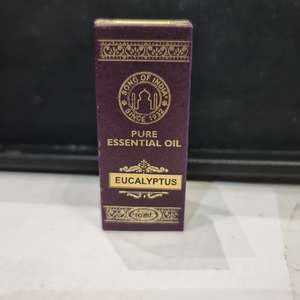 SONG OF INDIA
SINCE 1932
PURE
ESSENTIAL OIL
EUCALYPTUS
10ml